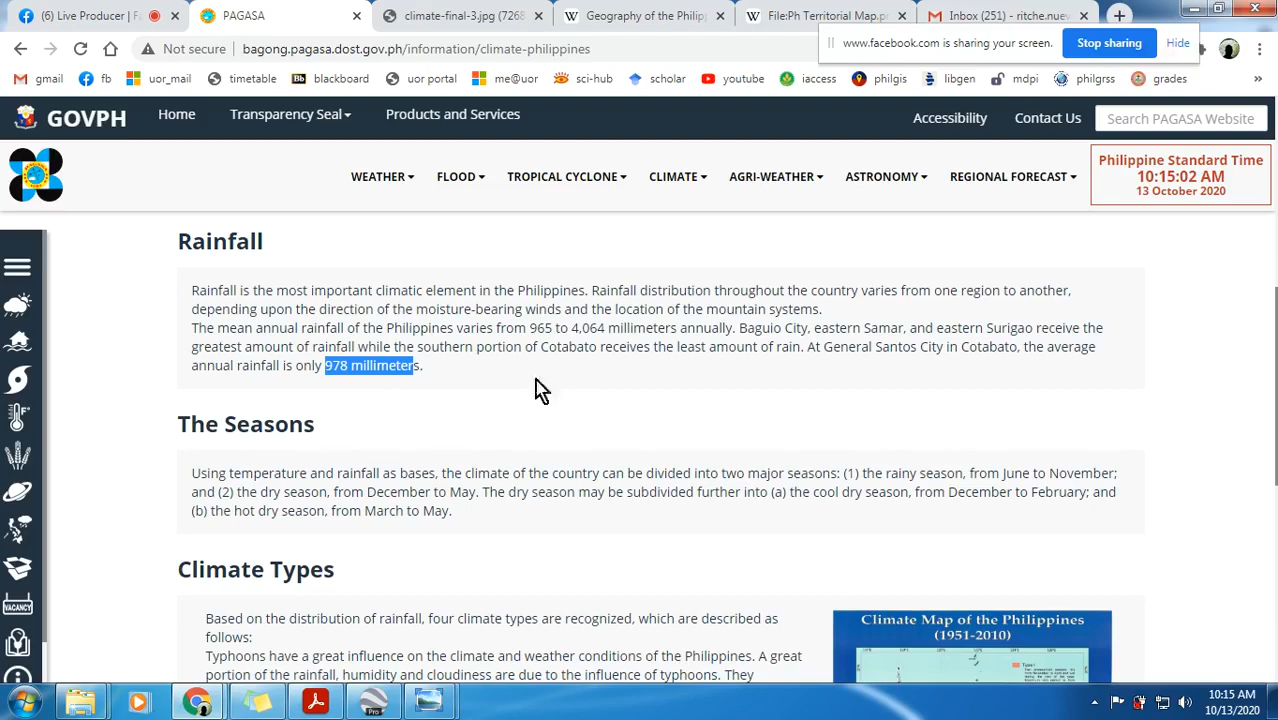 (6) Live Producer | Fa
PAGASA
climate-final-3.jpg (7268
Geography of the Philipp
File:Ph Territorial Map.pn
Inbox (251) - ritche.nuev
Not secure
bagong.pagasa.dost.gov.ph/information/climate-philippines
www.facebook.com is sharing your screen.
Stop sharing
Hide
gmail
fb
uor_mail
timetable
Bb blackboard
uor portal
me@uor
sci-hub
scholar
youtube
iaccess
philgis
libgen
mdpi
philgrss
grades
GOVPH
Home
Transparency Seal
Products and Services
Accessibility
Contact Us
Search PAGASA Website
WEATHER
FLOOD
TROPICAL CYCLONE
CLIMATE
AGRI-WEATHER
ASTRONOMY
REGIONAL FORECAST
Philippine Standard Time
10:15:02 AM
13 October 2020
Rainfall
Rainfall is the most important climatic element in the Philippines. Rainfall distribution throughout the country varies from one region to another,
depending upon the direction of the moisture-bearing winds and the location of the mountain systems.
The mean annual rainfall of the Philippines varies from 965 to 4,064 millimeters annually. Baguio City, eastern Samar, and eastern Surigao receive the
greatest amount of rainfall while the southern portion of Cotabato receives the least amount of rain. At General Santos City in Cotabato, the average
annual rainfall is only 978 millimeters.
The Seasons
Using temperature and rainfall as bases, the climate of the country can be divided into two major seasons: (1) the rainy season, from June to November;
and (2) the dry season, from December to May. The dry season may be subdivided further into (a) the cool dry season, from December to February; and
(b) the hot dry season, from March to May.
Climate Types
Based on the distribution of rainfall, four climate types are recognized, which are described as
follows:
Typhoons have a great influence on the climate and weather conditions of the Philippines. A great
portion of the rainfall, humidity and cloudiness are due to the influence of typhoons. They
Climate Map of the Philippines
(1951-2010)
VACANCY
Pro
10:15 AM
10/13/2020